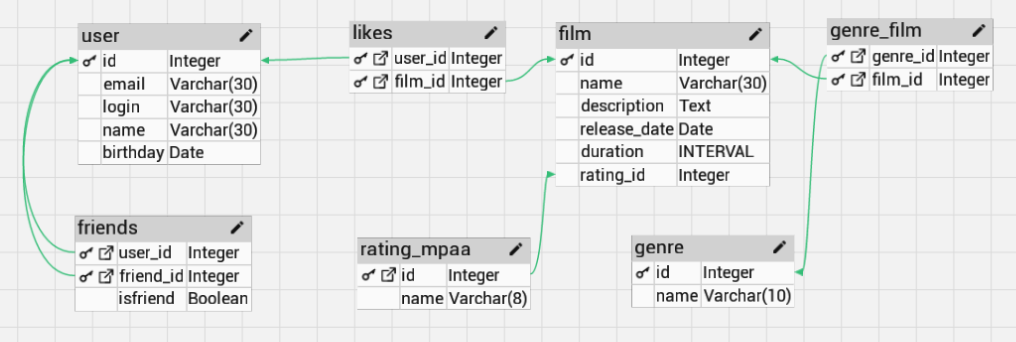 user
id Integer
email Varchar(30)
login Varchar(30)
name Varchar(30)
birthday Date
likes
user_id Integer
film_id Integer
film
id Integer
name Varchar(30)
description Text
release_date Date
duration INTERVAL
rating_id Integer
genre_film
genre_id Integer
film_id Integer
friends
user_id Integer
friend_id Integer
isfriend Boolean
rating_mpaa
id Integer
name Varchar(8)
genre
id Integer
name Varchar(10)